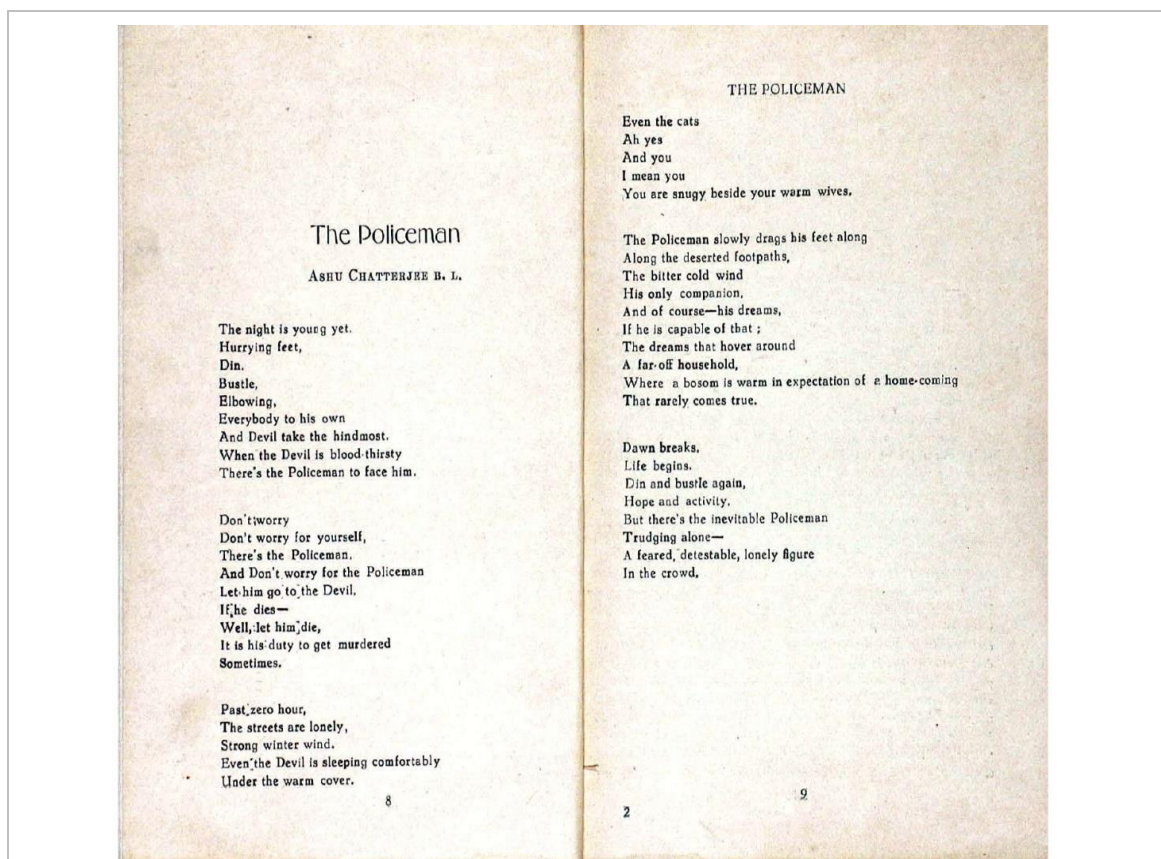 The Policeman
ASHU CHATTERJEE B. L.
The night is young yet.
Hurrying feet,
Din.
Bustle,
Elbowing,
Everybody to his own
And Devil take the hindmost.
When the Devil is blood-thirsty
There's the Policeman to face him.
Don't worry
Don't worry for yourself,
There's the Policeman.
And Don't worry for the Policeman
Let him go to the Devil.
If he dies—
Well, let him die,
It is his duty to get murdered
Sometimes.
Past zero hour,
The streets are lonely,
Strong winter wind.
Even the Devil is sleeping comfortably
Under the warm cover.
8
THE POLICEMAN
Even the cats
Ah yes
And you
I mean you
You are snugy beside your warm wives.
The Policeman slowly drags his feet along
Along the deserted footpaths,
The bitter cold wind
His only companion,
And of course—his dreams,
If he is capable of that ;
The dreams that hover around
A far-off household,
Where a bosom is warm in expectation of a home-coming
That rarely comes true.
Dawn breaks.
Life begins.
Din and bustle again,
Hope and activity.
But there's the inevitable Policeman
Trudging alone—
A feared, detestable, lonely figure
In the crowd.
9
2